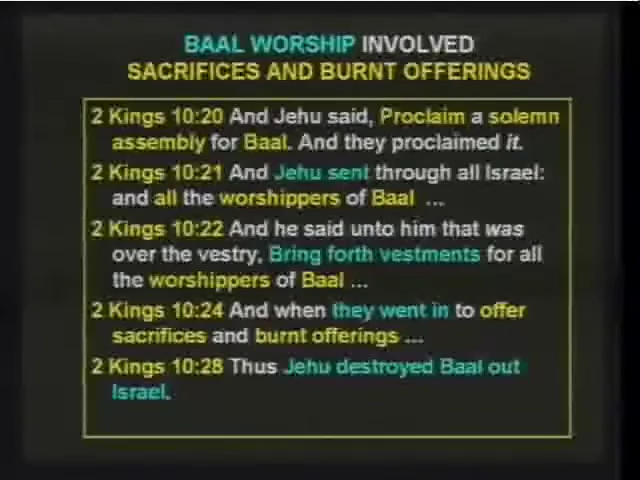 BAAL WORSHIP INVOLVED
SACRIFICES AND BURNT OFFERINGS
2 Kings 10:20 And Jehu said, Proclaim a solemn
assembly for Baal. And they proclaimed it.
2 Kings 10:21 And Jehu sent through all Israel:
and all the worshippers of Baal ...
2 Kings 10:22 And he said unto him that was
over the vestry, Bring forth vestments for all
the worshippers of Baal ...
2 Kings 10:24 And when they went in to offer
sacrifices and burnt offerings ...
2 Kings 10:28 Thus Jehu destroyed Baal out
Israel.